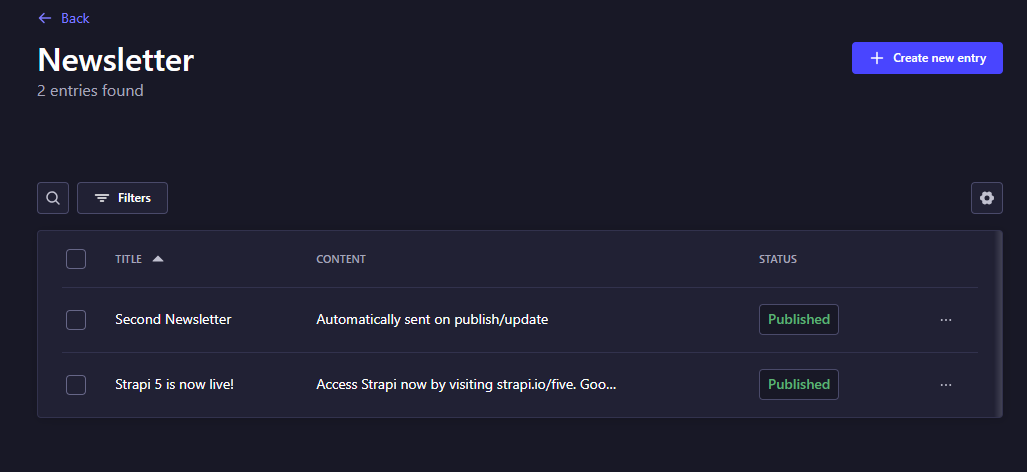 Back
Newsletter
Create new entry
2 entries found
Filters
TITLE CONTENT STATUS
Second Newsletter Automatically sent on publish/update Published ...
Strapi 5 is now live! Access Strapi now by visiting strapi.io/five. Goo... Published ...